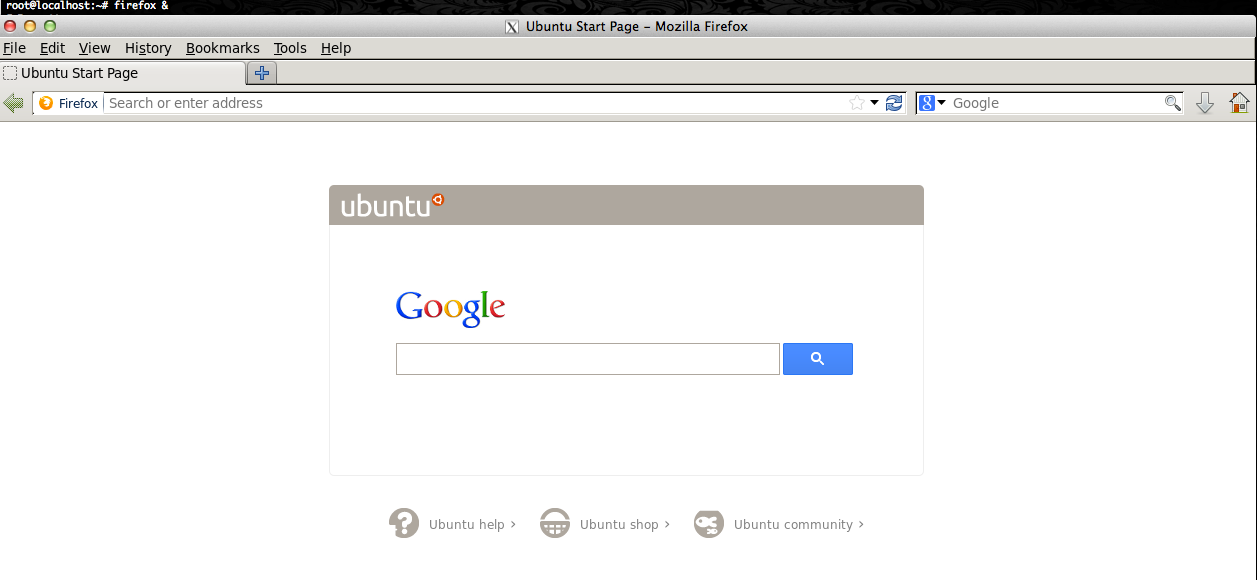 root@localhost:~# firefox &
Ubuntu Start Page – Mozilla Firefox
File Edit View History Bookmarks Tools Help
Ubuntu Start Page
Firefox Search or enter address Google
ubuntu
Google
Ubuntu help › Ubuntu shop › Ubuntu community ›